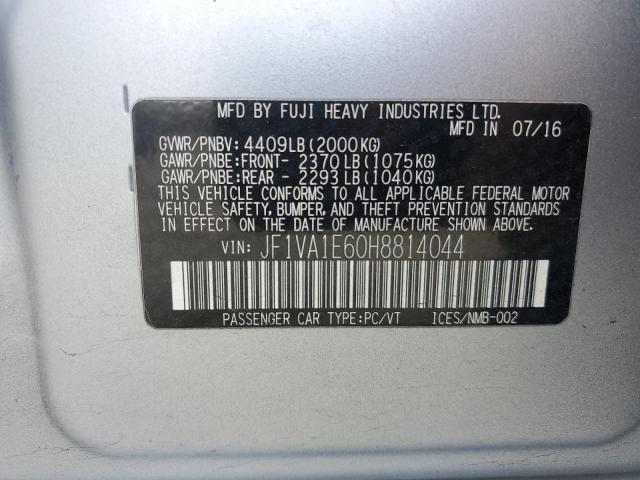 MFD BY FUJI HEAVY INDUSTRIES LTD.
MFD IN 07/16
GVWR/PNBV: 4409LB(2000KG)
GAWR/PNBE:FRONT- 2370LB(1075KG)
GAWR/PNBE:REAR - 2293LB(1040KG)
THIS VEHICLE CONFORMS TO ALL APPLICABLE FEDERAL MOTOR
VEHICLE SAFETY, BUMPER, AND THEFT PREVENTION STANDARDS
IN EFFECT ON THE DATE OF MANUFACTURE SHOWN ABOVE.
VIN: JF1VA1E60H8814044
PASSENGER CAR TYPE:PC/VT ICES/NMB-002